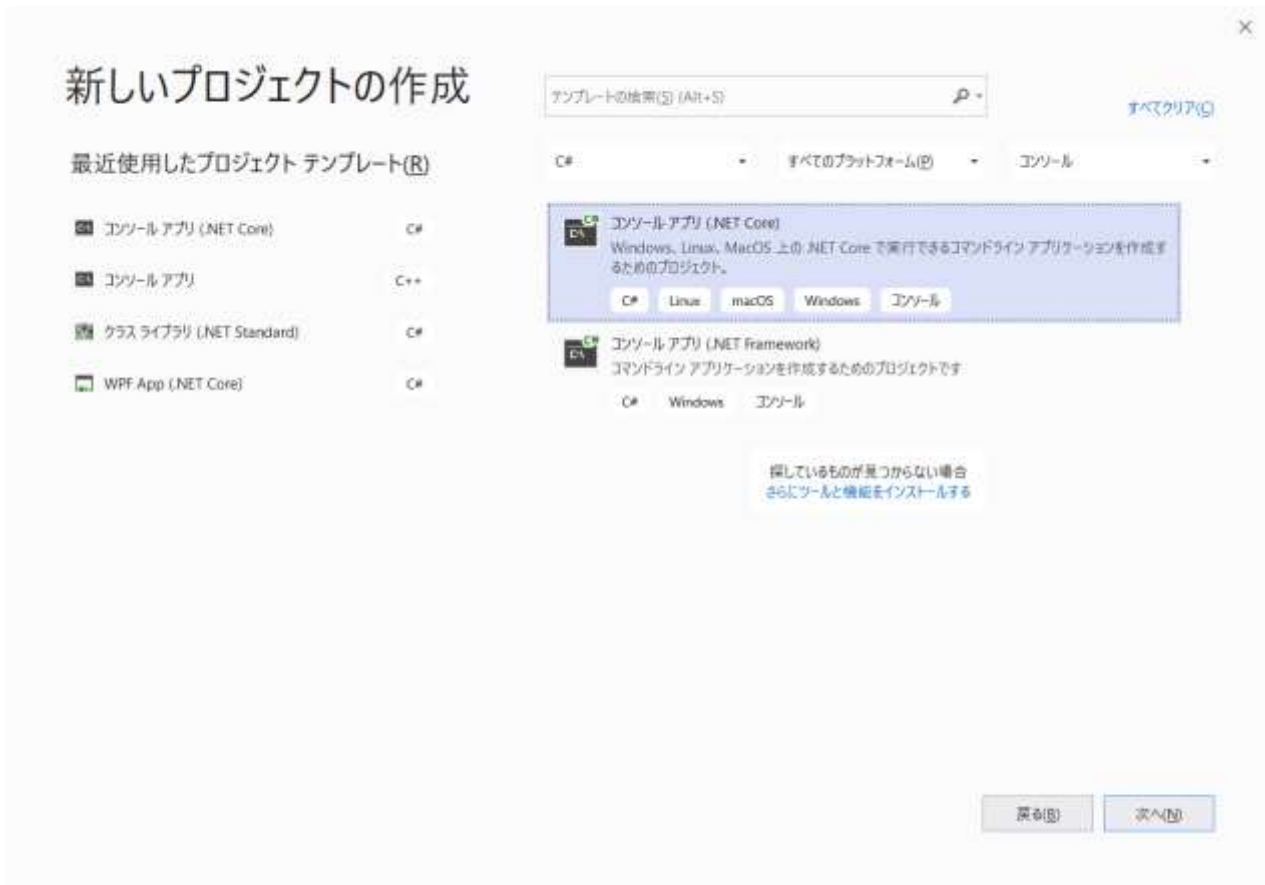 新しいプロジェクトの作成
テンプレートの検索(S) (Alt+S)
すべてクリア(C)
最近使用したプロジェクト テンプレート(R)
C#
すべてのプラットフォーム(P)
コンソール
コンソール アプリ (.NET Core)
C#
コンソール アプリ
C++
クラス ライブラリ (.NET Standard)
C#
WPF App (.NET Core)
C#
コンソール アプリ (.NET Core)
Windows、Linux、MacOS 上の .NET Core で実行できるコマンドライン アプリケーションを作成す
るためのプロジェクト。
C# Linux macOS Windows コンソール
コンソール アプリ (.NET Framework)
コマンドライン アプリケーションを作成するためのプロジェクトです
C# Windows コンソール
探しているものが見つからない場合
さらにツールと機能をインストールする
戻る(B)
次へ(N)